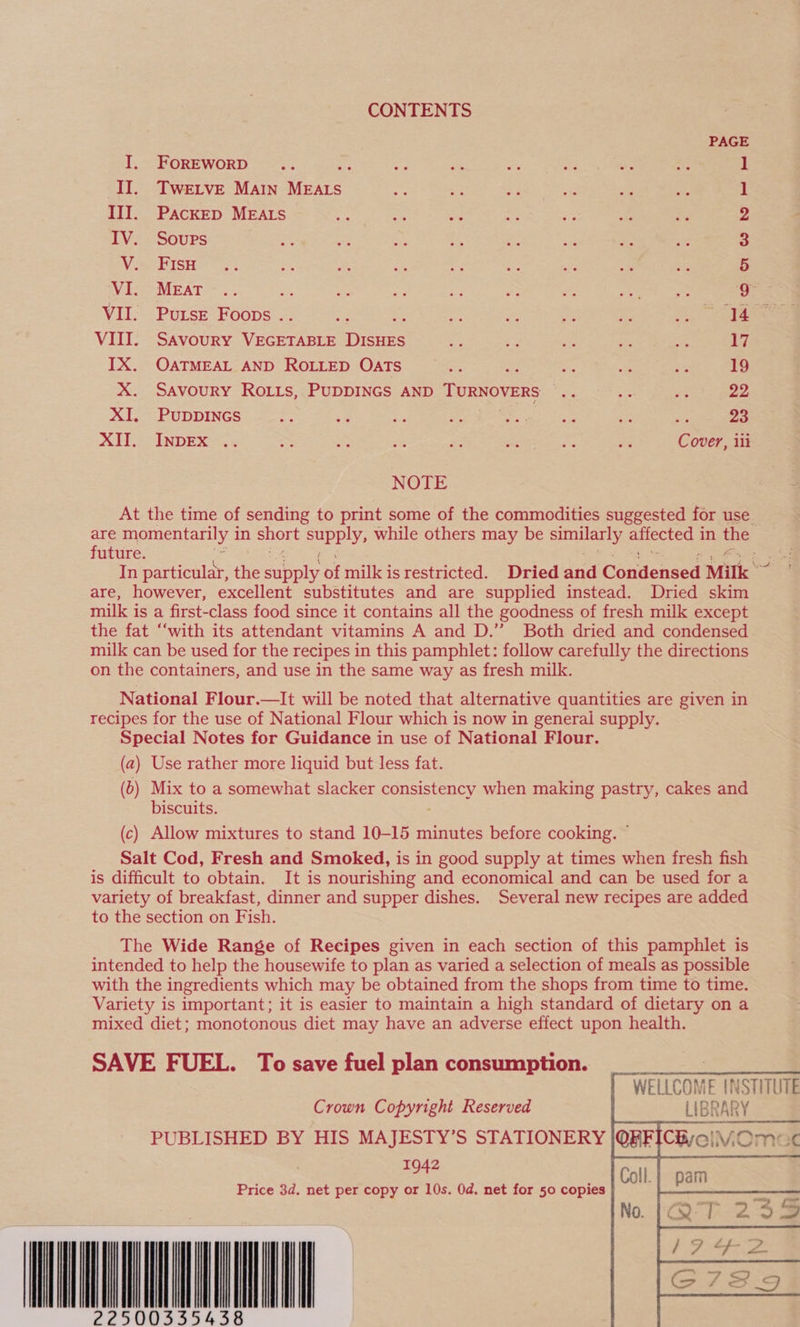 CONTENTS
PAGE
I. FOREWORD .. .. .. .. .. .. .. .. 1
II. TWELVE MAIN MEALS .. .. .. .. .. .. 1
III. PACKED MEALS .. .. .. .. .. .. .. 2
IV. SOUPS .. .. .. .. .. .. .. .. 3
V. FISH .. .. .. .. .. .. .. .. .. 5
VI. MEAT .. .. .. .. .. .. .. .. .. 9
VII. PULSE FOODS .. .. .. .. .. .. .. .. 14
VIII. SAVOURY VEGETABLE DISHES .. .. .. .. .. 17
IX. OATMEAL AND ROLLED OATS .. .. .. .. .. 19
X. SAVOURY ROLLS, PUDDINGS AND TURNOVERS .. .. .. 22
XI. PUDDINGS .. .. .. .. .. .. .. .. 23
XII. INDEX .. .. .. .. .. .. .. .. Cover, iii
NOTE
At the time of sending to print some of the commodities suggested for use
are momentarily in short supply, while others may be similarly affected in the
future.
In particular, the supply of milk is restricted. Dried and Condensed Milk
are, however, excellent substitutes and are supplied instead. Dried skim
milk is a first-class food since it contains all the goodness of fresh milk except
the fat “with its attendant vitamins A and D.” Both dried and condensed
milk can be used for the recipes in this pamphlet: follow carefully the directions
on the containers, and use in the same way as fresh milk.
National Flour.—It will be noted that alternative quantities are given in
recipes for the use of National Flour which is now in general supply.
Special Notes for Guidance in use of National Flour.
(a) Use rather more liquid but less fat.
(b) Mix to a somewhat slacker consistency when making pastry, cakes and
biscuits.
(c) Allow mixtures to stand 10–15 minutes before cooking.
Salt Cod, Fresh and Smoked, is in good supply at times when fresh fish
is difficult to obtain. It is nourishing and economical and can be used for a
variety of breakfast, dinner and supper dishes. Several new recipes are added
to the section on Fish.
The Wide Range of Recipes given in each section of this pamphlet is
intended to help the housewife to plan as varied a selection of meals as possible
with the ingredients which may be obtained from the shops from time to time.
Variety is important; it is easier to maintain a high standard of dietary on a
mixed diet; monotonous diet may have an adverse effect upon health.
SAVE FUEL. To save fuel plan consumption.
Crown Copyright Reserved
PUBLISHED BY HIS MAJESTY’S STATIONERY OFFICE
1942
Price 3d. net per copy or 10s. 0d. net for 50 copies
WELLCOME INSTITUTE
LIBRARY
Coll. pam
No. QT 235
1942
G789
22500335438